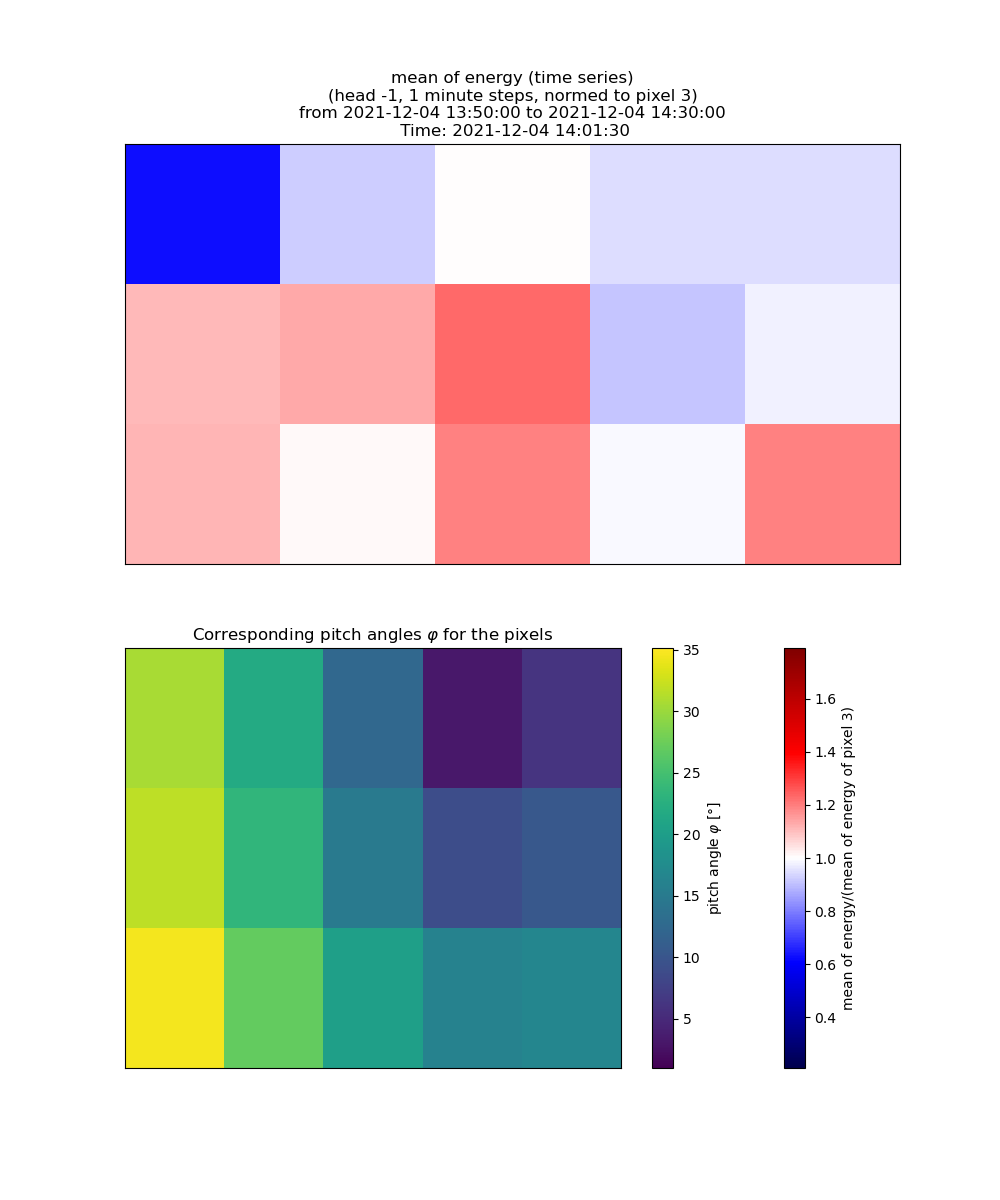 mean of energy (time series)
(head -1, 1 minute steps, normed to pixel 3)
from 2021-12-04 13:50:00 to 2021-12-04 14:30:00
Time: 2021-12-04 14:01:30
Corresponding pitch angles φ for the pixels
35
30
25
20
15
10
5
pitch angle φ [°]
1.6
1.4
1.2
1.0
0.8
0.6
0.4
mean of energy/(mean of energy of pixel 3)